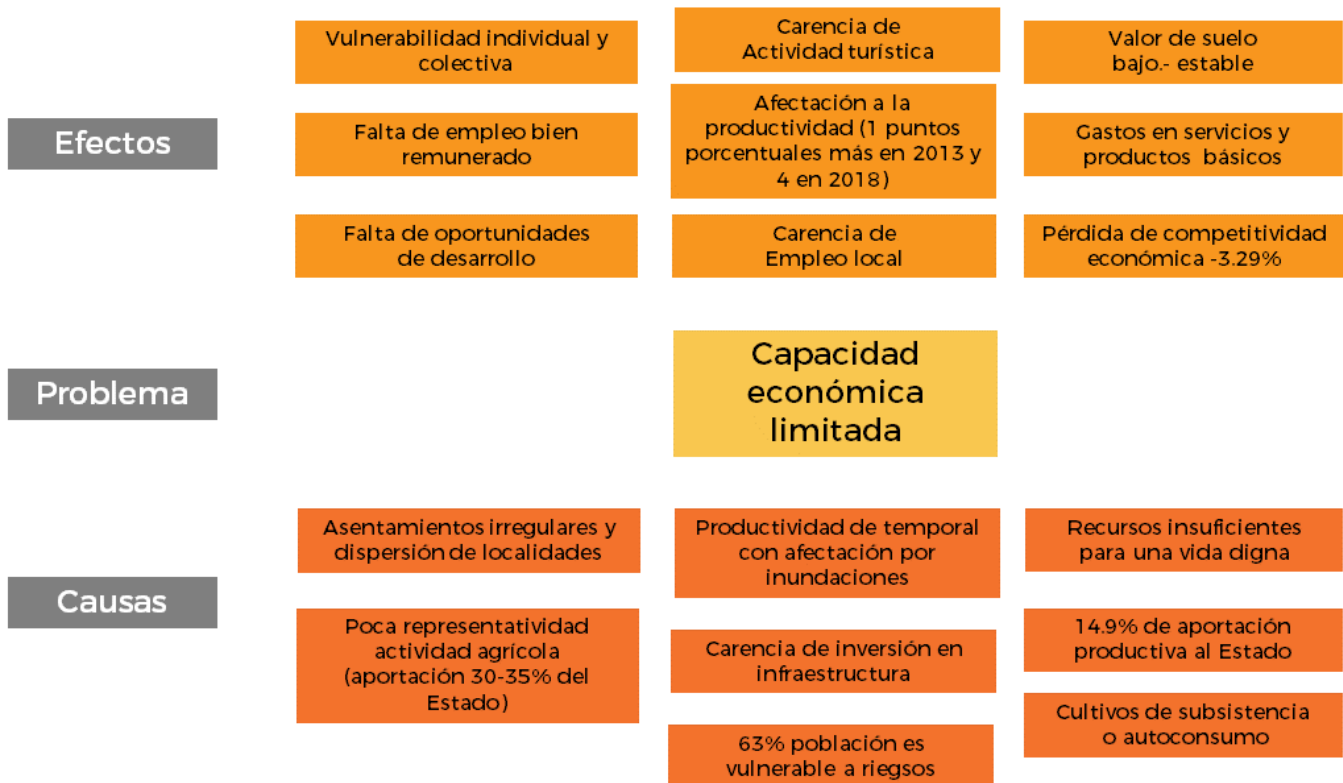 Efectos
Vulnerabilidad individual y
colectiva
Carencia de
Actividad turística
Valor de suelo
bajo.- estable
Falta de empleo bien
remunerado
Afectación a la
productividad (1 puntos
porcentuales más en 2013 y
4 en 2018)
Gastos en servicios y
productos básicos
Falta de oportunidades
de desarrollo
Carencia de
Empleo local
Pérdida de competitividad
económica -3.29%
Problema
Capacidad
económica
limitada
Causas
Asentamientos irregulares y
dispersión de localidades
Productividad de temporal
con afectación por
inundaciones
Recursos insuficientes
para una vida digna
Poca representatividad
actividad agrícola
(aportación 30-35% del
Estado)
Carencia de inversión en
infraestructura
14.9% de aportación
productiva al Estado
63% población es
vulnerable a riegsos
Cultivos de subsistencia
o autoconsumo